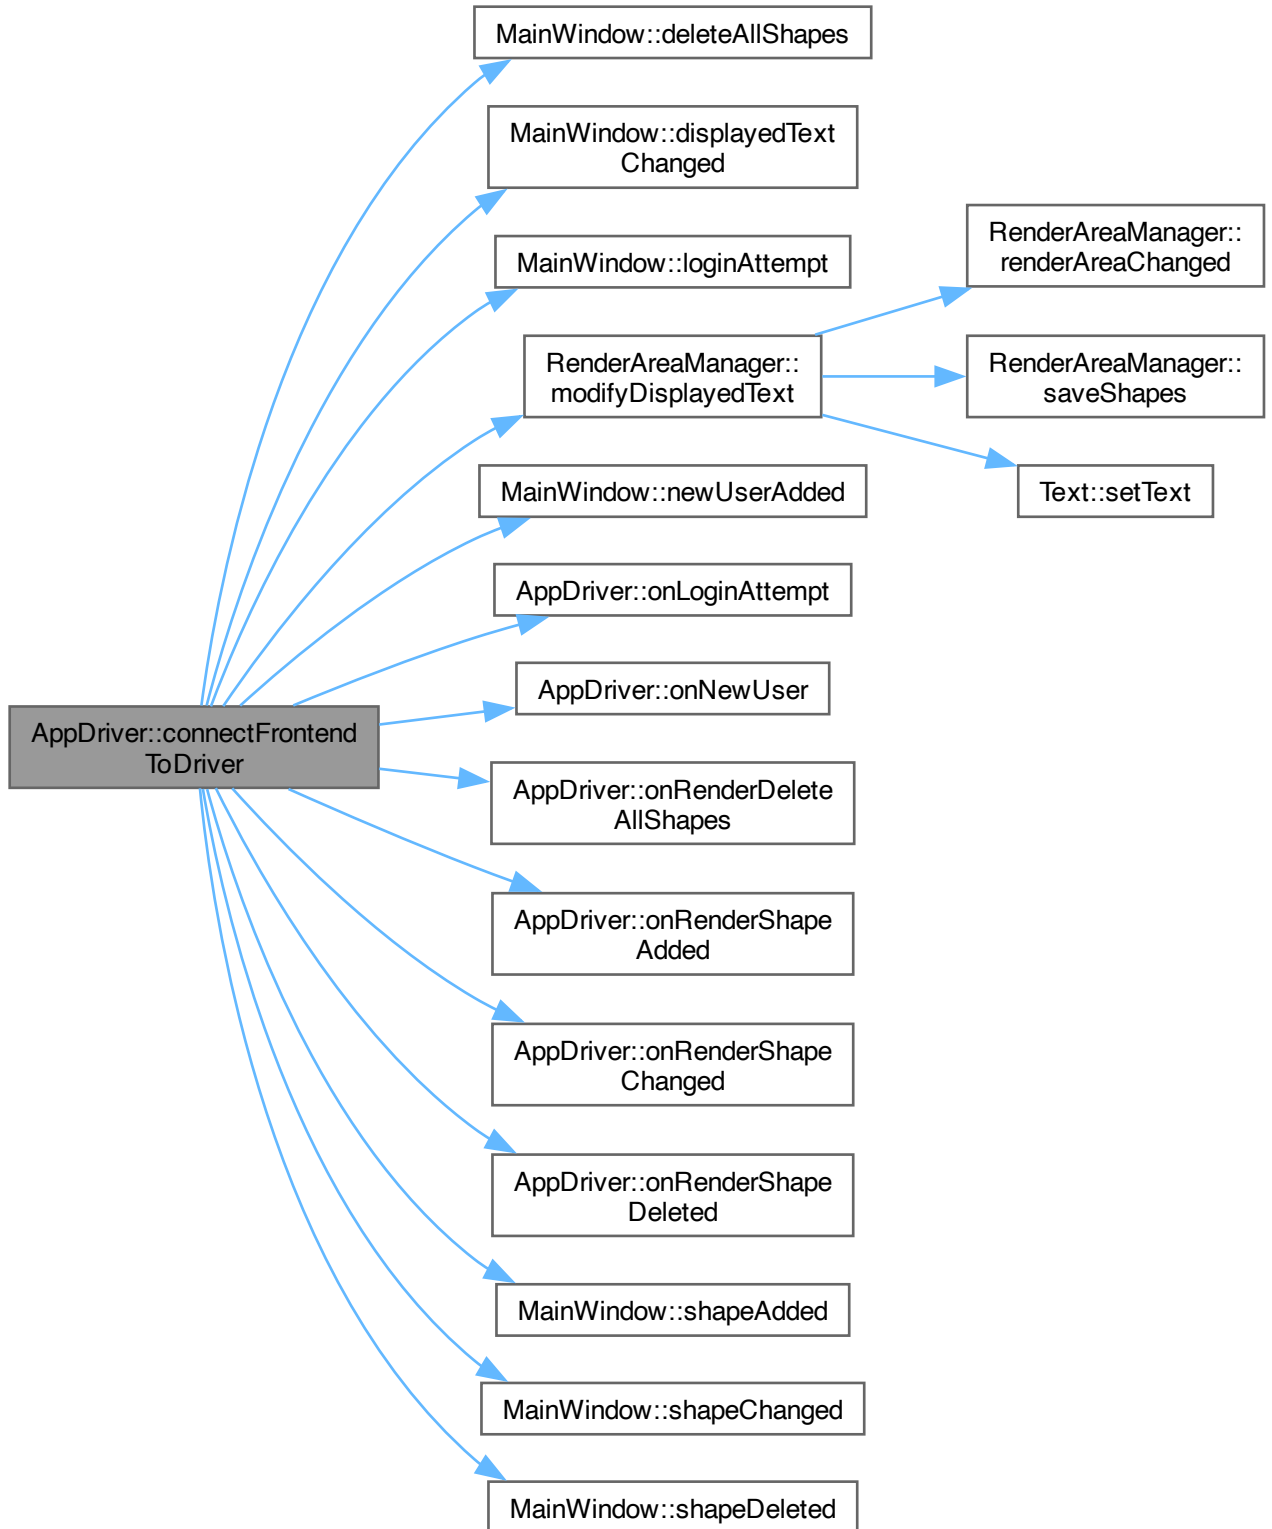 MainWindow::deleteAllShapes
MainWindow::displayedText
Changed
MainWindow::loginAttempt
RenderAreaManager::
renderAreaChanged
RenderAreaManager::
modifyDisplayedText
RenderAreaManager::
saveShapes
MainWindow::newUserAdded
Text::setText
AppDriver::onLoginAttempt
AppDriver::onNewUser
AppDriver::connectFrontend
ToDriver
AppDriver::onRenderDelete
AllShapes
AppDriver::onRenderShape
Added
AppDriver::onRenderShape
Changed
AppDriver::onRenderShape
Deleted
MainWindow::shapeAdded
MainWindow::shapeChanged
MainWindow::shapeDeleted